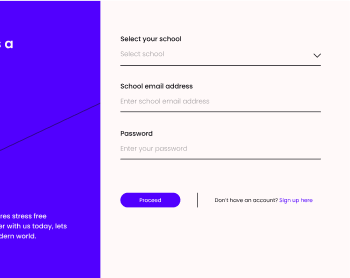 s a
res stress free
er with us today, lets
dern world.
Select your school
Select school
School email address
Enter school email address
Password
Enter your password
Proceed
Don't have an account? Sign up here